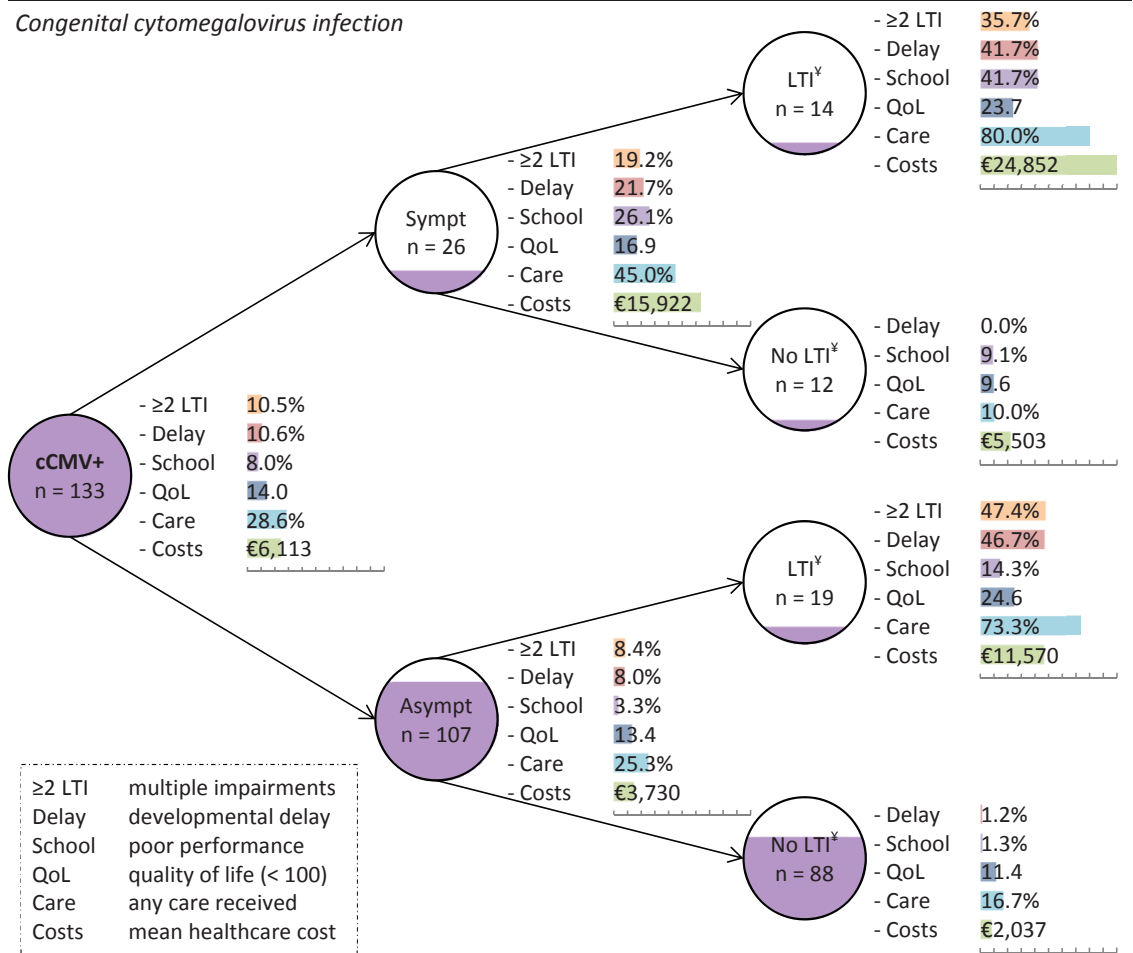 Congenital cytomegalovirus infection
cCMV+
n = 133
- ≥2 LTI 10.5%
- Delay 10.6%
- School 8.0%
- QoL 14.0
- Care 28.6%
- Costs €6,113
Sympt
n = 26
- ≥2 LTI 19.2%
- Delay 21.7%
- School 26.1%
- QoL 16.9
- Care 45.0%
- Costs €15,922
LTI¥
n = 14
- ≥2 LTI 35.7%
- Delay 41.7%
- School 41.7%
- QoL 23.7
- Care 80.0%
- Costs €24,852
No LTI¥
n = 12
- Delay 0.0%
- School 9.1%
- QoL 9.6
- Care 10.0%
- Costs €5,503
Asympt
n = 107
- ≥2 LTI 8.4%
- Delay 8.0%
- School 3.3%
- QoL 13.4
- Care 25.3%
- Costs €3,730
LTI¥
n = 19
- ≥2 LTI 47.4%
- Delay 46.7%
- School 14.3%
- QoL 24.6
- Care 73.3%
- Costs €11,570
No LTI¥
n = 88
- Delay 1.2%
- School 1.3%
- QoL 11.4
- Care 16.7%
- Costs €2,037
≥2 LTI multiple impairments
Delay developmental delay
School poor performance
QoL quality of life (< 100)
Care any care received
Costs mean healthcare cost